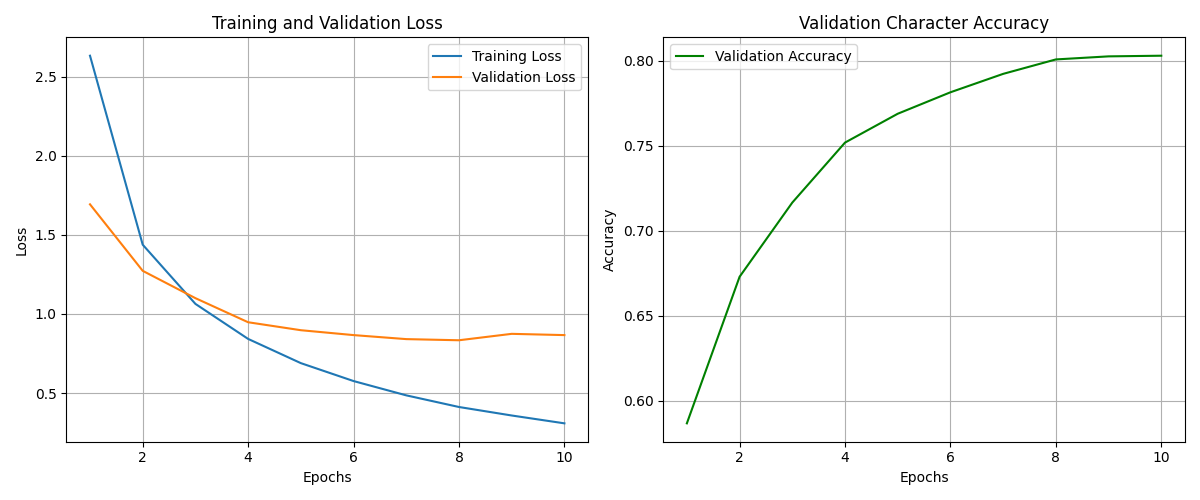 Training and Validation Loss
Training Loss
Validation Loss
2.5
2.0
1.5
1.0
0.5
Loss
2 4 6 8 10
Epochs
Validation Character Accuracy
Validation Accuracy
0.80
0.75
0.70
0.65
0.60
Accuracy
2 4 6 8 10
Epochs